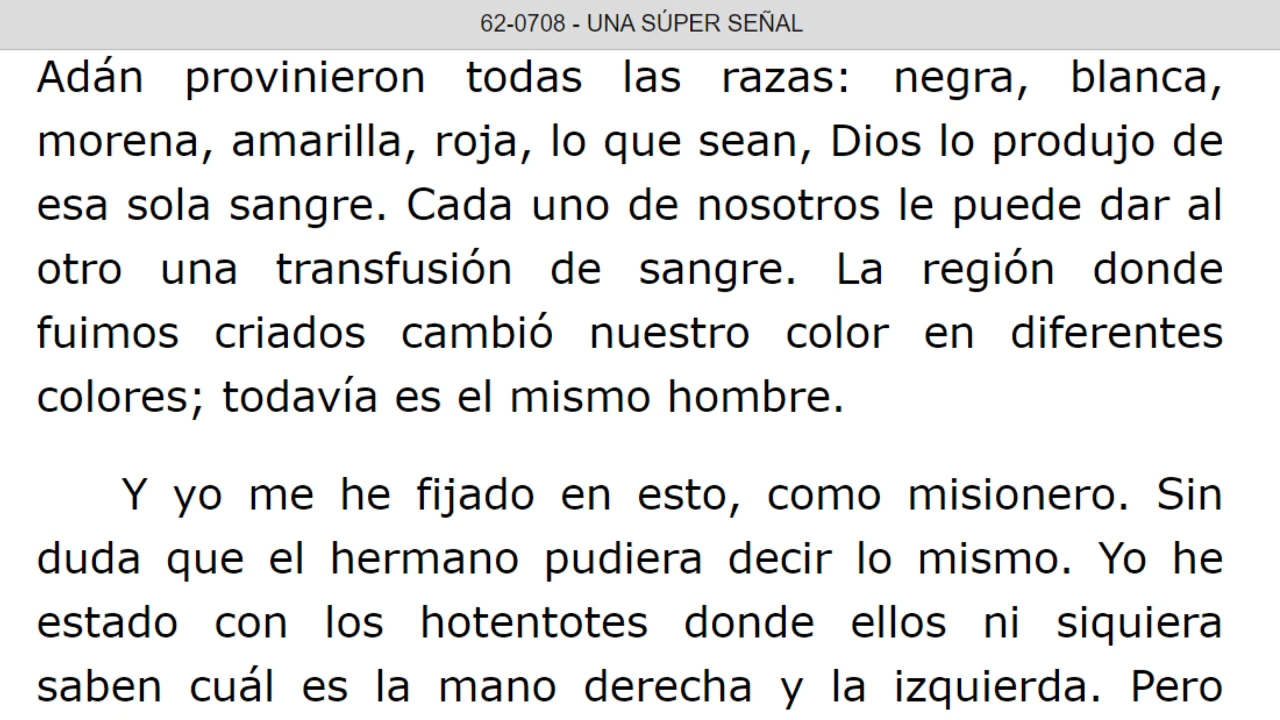 62-0708 - UNA SÚPER SEÑAL
Adán provinieron todas las razas: negra, blanca,
morena, amarilla, roja, lo que sean, Dios lo produjo de
esa sola sangre. Cada uno de nosotros le puede dar al
otro una transfusión de sangre. La región donde
fuimos criados cambió nuestro color en diferentes
colores; todavía es el mismo hombre.
Y yo me he fijado en esto, como misionero. Sin
duda que el hermano pudiera decir lo mismo. Yo he
estado con los hotentotes donde ellos ni siquiera
saben cuál es la mano derecha y la izquierda. Pero